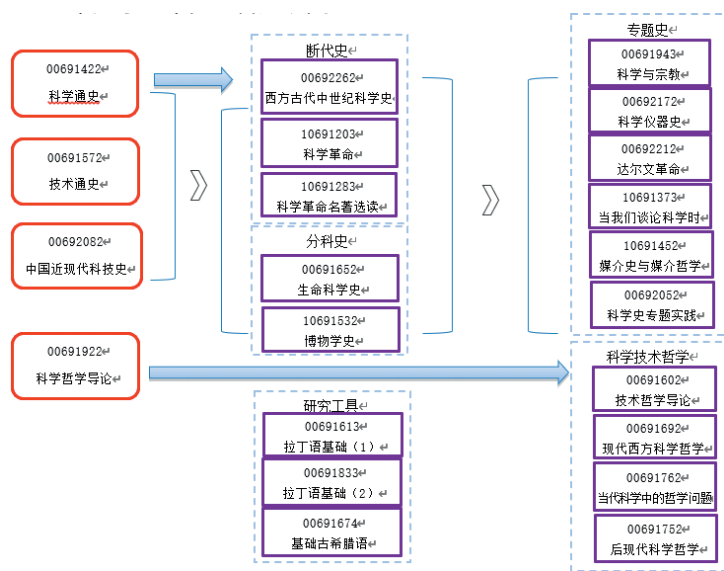 00691422
科学通史
00691572
技术通史
00692082
中国近现代科技史
00691922
科学哲学导论
断代史
00692262
西方古代中世纪科学史
10691203
科学革命
10691283
科学革命名著选读
分科史
00691652
生命科学史
10691532
博物学史
研究工具
00691613
拉丁语基础（1）
00691833
拉丁语基础（2）
00691674
基础古希腊语
专题史
00691943
科学与宗教
00692172
科学仪器史
00692212
达尔文革命
10691373
当我们谈论科学时
10691452
媒介史与媒介哲学
00692052
科学史专题实践
科学技术哲学
00691602
技术哲学导论
00691692
现代西方科学哲学
00691762
当代科学中的哲学问题
00691752
后现代科学哲学